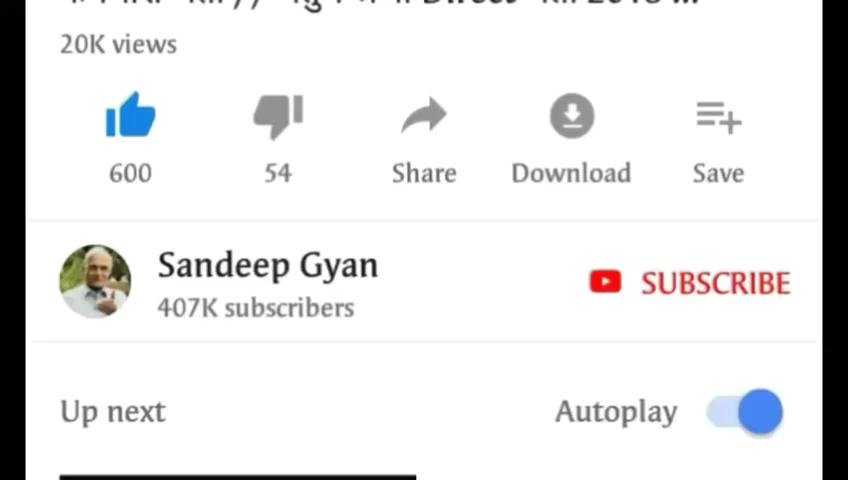 20K views
600
54
Share
Download
Save
Sandeep Gyan
407K subscribers
SUBSCRIBE
Up next
Autoplay